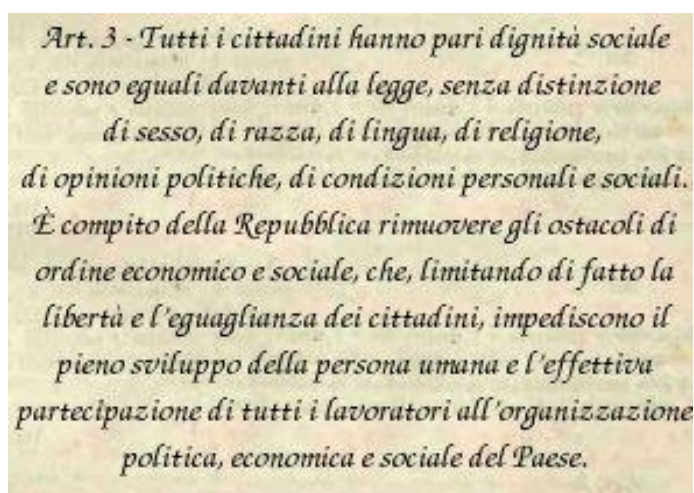 Art. 3 - Tutti i cittadini hanno pari dignità sociale
e sono eguali davanti alla legge, senza distinzione
di sesso, di razza, di lingua, di religione,
di opinioni politiche, di condizioni personali e sociali.
È compito della Repubblica rimuovere gli ostacoli di
ordine economico e sociale, che, limitando di fatto la
libertà e l'eguaglianza dei cittadini, impediscono il
pieno sviluppo della persona umana e l'effettiva
partecipazione di tutti i lavoratori all'organizzazione
politica, economica e sociale del Paese.